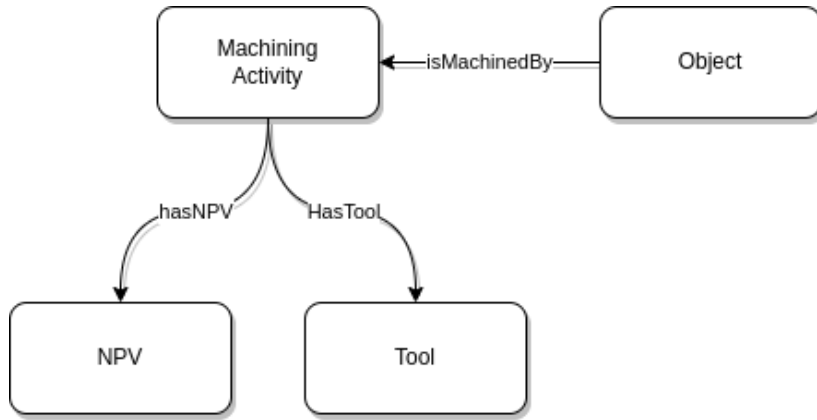 Machining
Activity
isMachinedBy
Object
hasNPV
HasTool
NPV
Tool